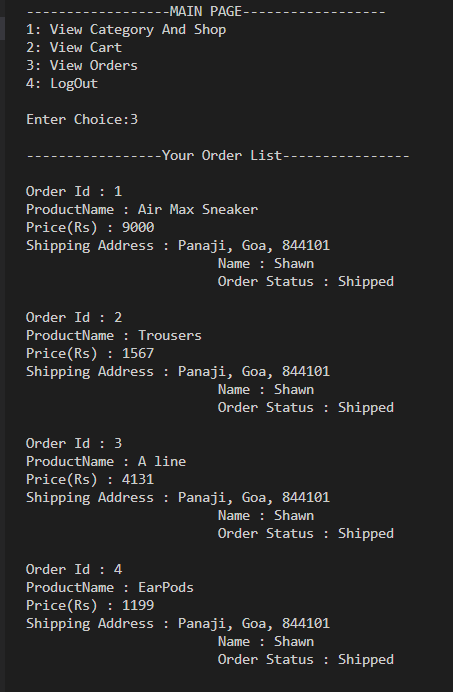 ------------------MAIN PAGE------------------
1: View Category And Shop
2: View Cart
3: View Orders
4: LogOut
Enter Choice:3
-----------------Your Order List----------------
Order Id : 1
ProductName : Air Max Sneaker
Price(Rs) : 9000
Shipping Address : Panaji, Goa, 844101
Name : Shawn
Order Status : Shipped
Order Id : 2
ProductName : Trousers
Price(Rs) : 1567
Shipping Address : Panaji, Goa, 844101
Name : Shawn
Order Status : Shipped
Order Id : 3
ProductName : A line
Price(Rs) : 4131
Shipping Address : Panaji, Goa, 844101
Name : Shawn
Order Status : Shipped
Order Id : 4
ProductName : EarPods
Price(Rs) : 1199
Shipping Address : Panaji, Goa, 844101
Name : Shawn
Order Status : Shipped